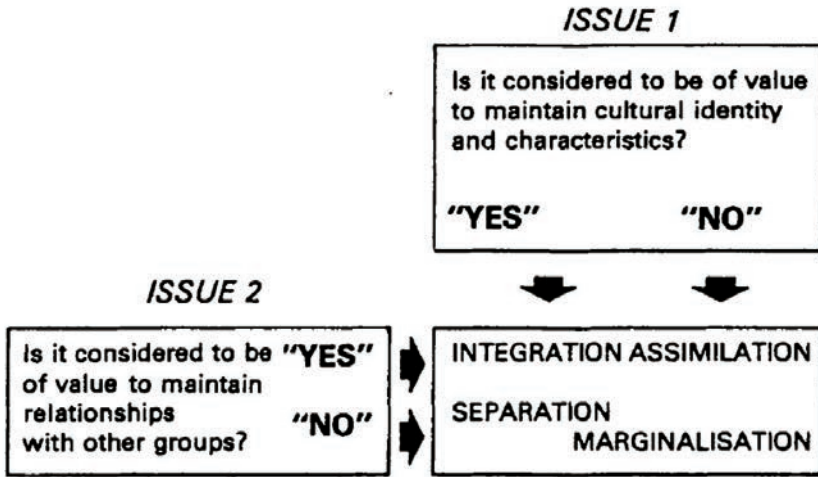 ISSUE 1
Is it considered to be of value
to maintain cultural identity
and characteristics?
"YES" "NO"
ISSUE 2
Is it considered to be "YES"
of value to maintain
relationships
with other groups? "NO"
INTEGRATION ASSIMILATION
SEPARATION
MARGINALISATION